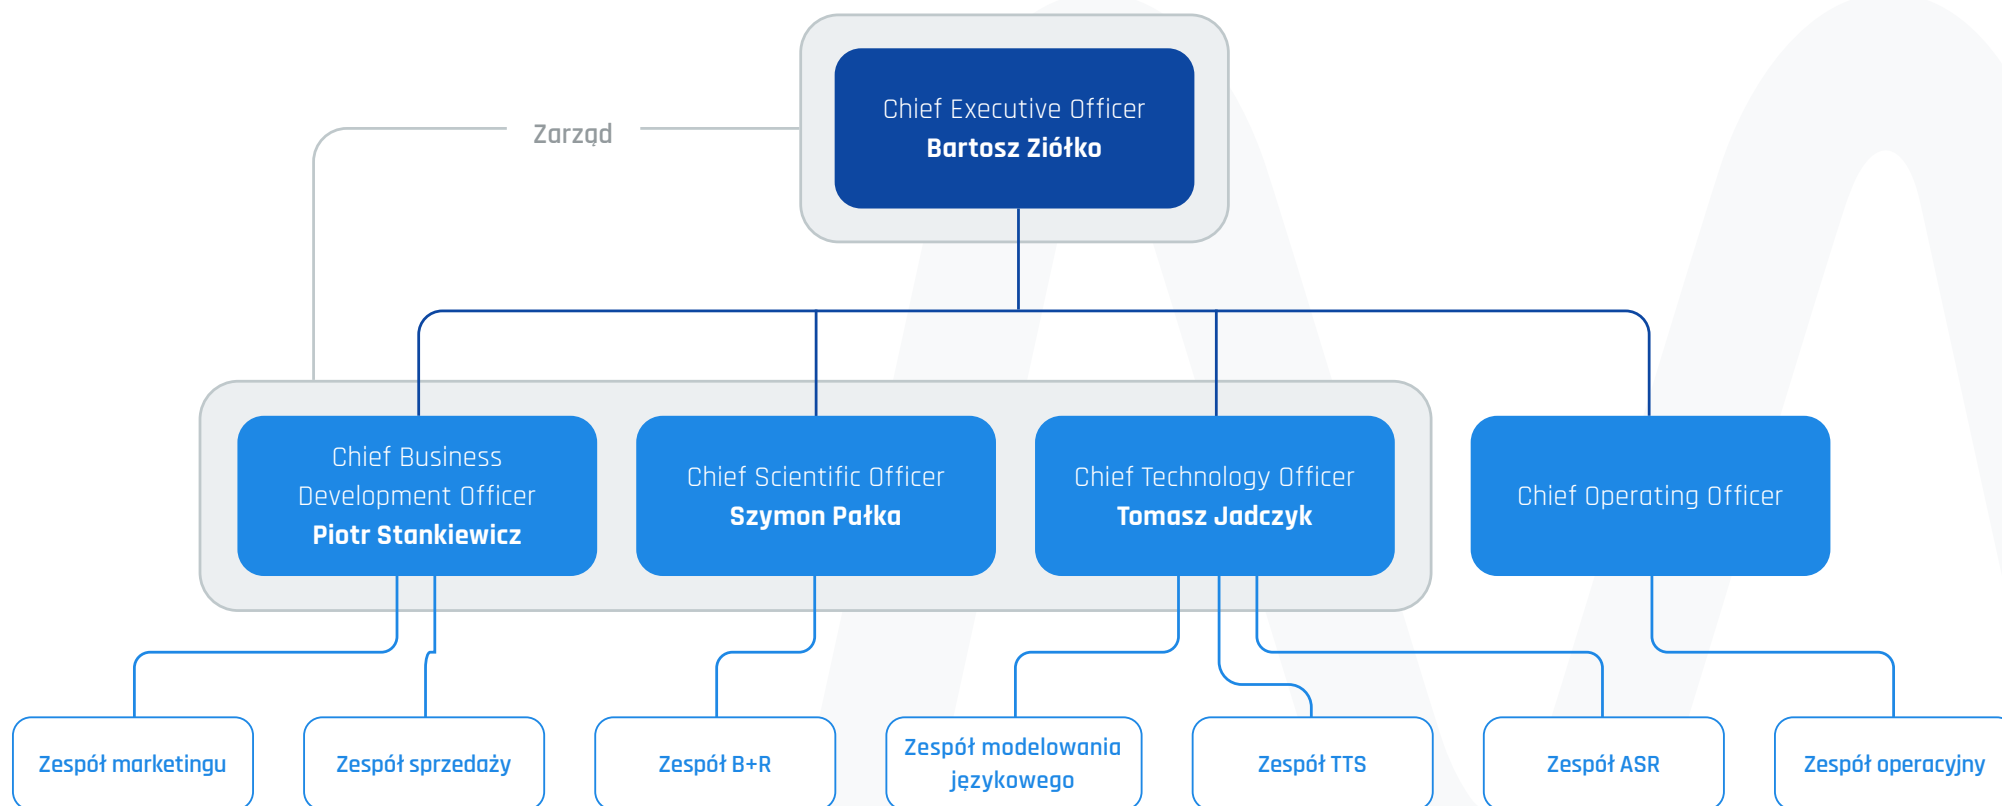 Chief Executive Officer
Bartosz Ziółko
Zarząd
Chief Business
Development Officer
Piotr Stankiewicz
Chief Scientific Officer
Szymon Pałka
Chief Technology Officer
Tomasz Jadczyk
Chief Operating Officer
Zespół marketingu
Zespół sprzedaży
Zespół B+R
Zespół modelowania
językowego
Zespół TTS
Zespół ASR
Zespół operacyjny